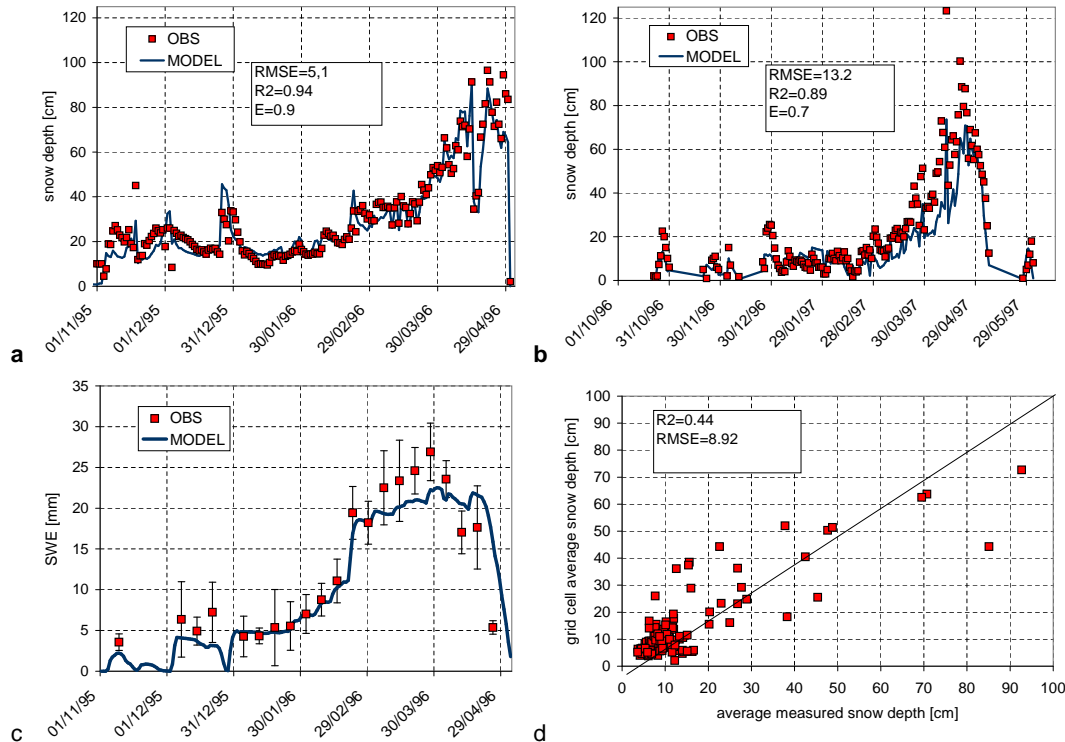 120
100
80
60
40
20
0
snow depth [cm]
OBS
MODEL
RMSE=5,1
R2=0.94
E=0.9
01/11/95
01/12/95
31/12/95
30/01/96
29/02/96
30/03/96
29/04/96
a
120
100
80
60
40
20
0
snow depth [cm]
OBS
MODEL
RMSE=13.2
R2=0.89
E=0.7
01/10/96
31/10/96
30/11/96
30/12/96
29/01/97
28/02/97
30/03/97
29/04/97
29/05/97
b
35
30
25
20
15
10
5
0
SWE [mm]
OBS
MODEL
01/11/95
01/12/95
31/12/95
30/01/96
29/02/96
30/03/96
29/04/96
c
100
90
80
70
60
50
40
30
20
10
0
grid cell average snow depth [cm]
R2=0.44
RMSE=8.92
0 10 20 30 40 50 60 70 80 90 100
average measured snow depth [cm]
d